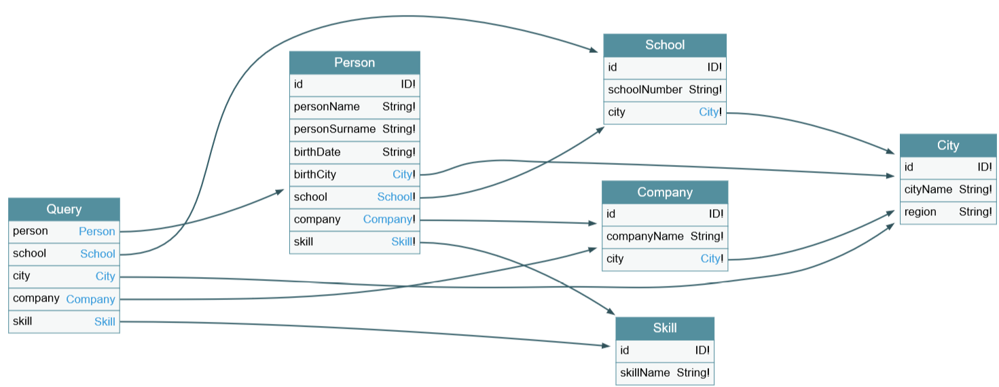 Query
person Person
school School
city City
company Company
skill Skill
Person
id ID!
personName String!
personSurname String!
birthDate String!
birthCity City!
school School!
company Company!
skill Skill!
School
id ID!
schoolNumber String!
city City!
Company
id ID!
companyName String!
city City!
Skill
id ID!
skillName String!
City
id ID!
cityName String!
region String!